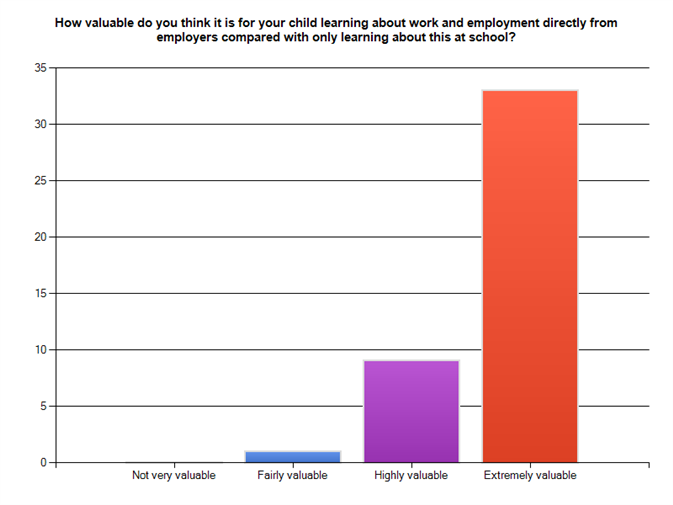 How valuable do you think it is for your child learning about work and employment directly from
employers compared with only learning about this at school?
35
30
25
20
15
10
5
0
Not very valuable
Fairly valuable
Highly valuable
Extremely valuable